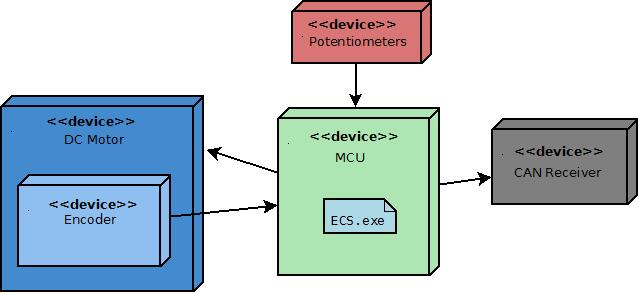 <<device>>
Potentiometers
<<device>>
DC Motor
<<device>>
Encoder
<<device>>
MCU
ECS.exe
<<device>>
CAN Receiver